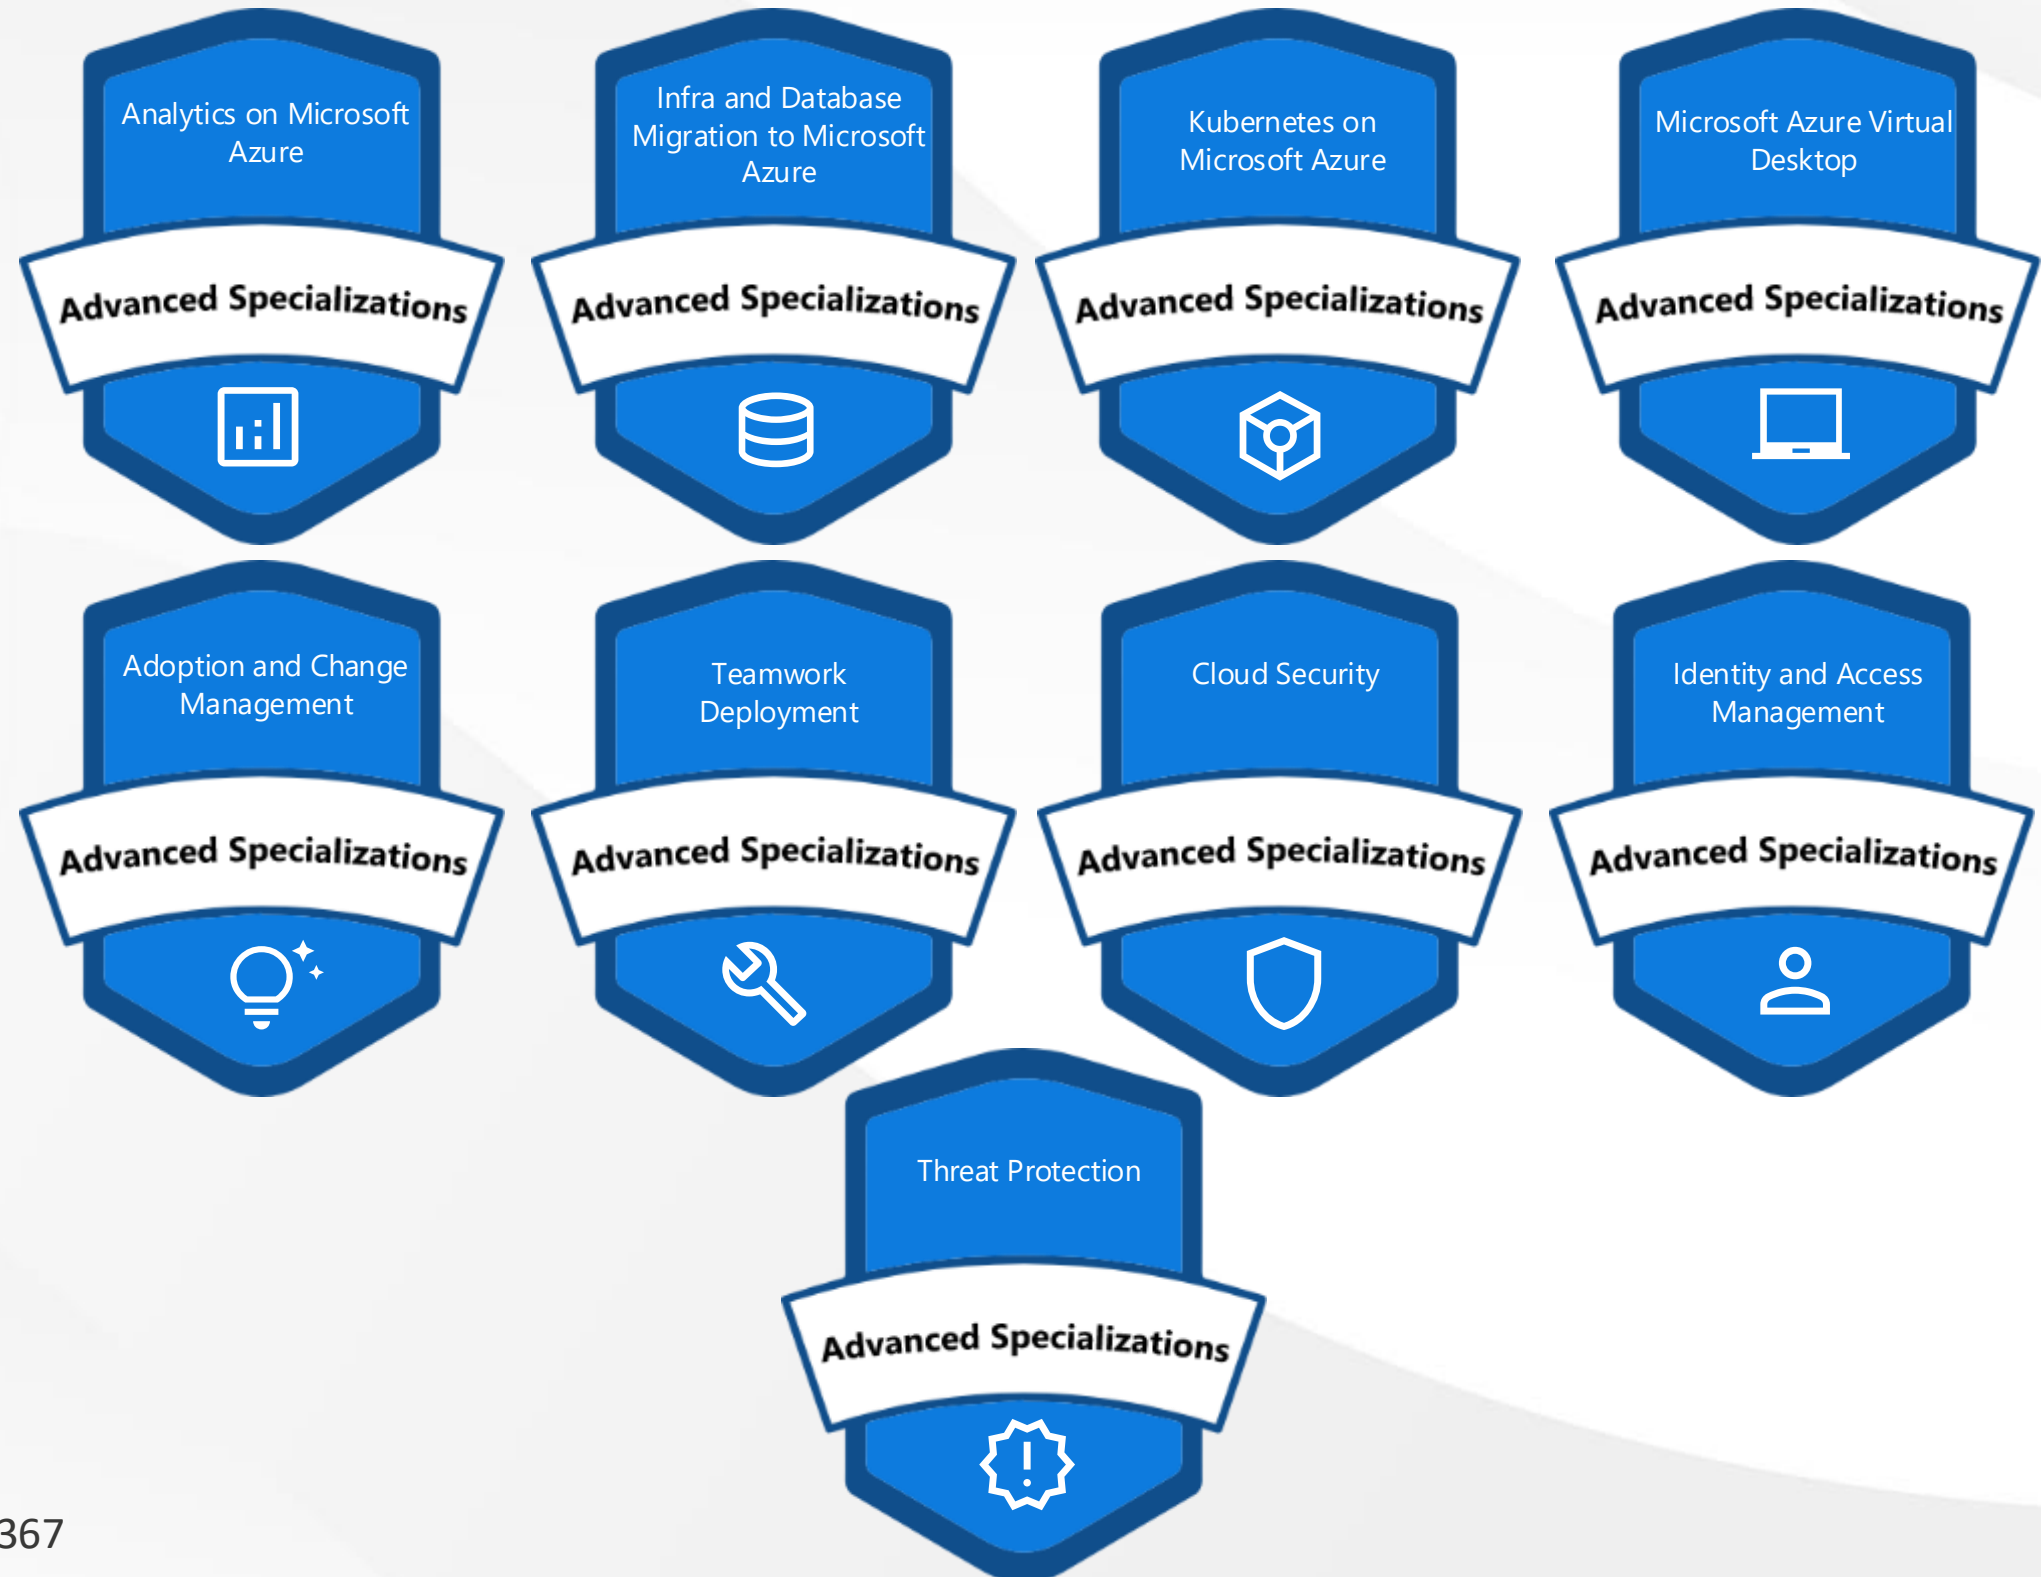 Analytics on Microsoft
Azure
Advanced Specializations
Infra and Database
Migration to Microsoft
Azure
Advanced Specializations
Kubernetes on
Microsoft Azure
Advanced Specializations
Microsoft Azure Virtual
Desktop
Advanced Specializations
Adoption and Change
Management
Advanced Specializations
Teamwork
Deployment
Advanced Specializations
Cloud Security
Advanced Specializations
Identity and Access
Management
Advanced Specializations
Threat Protection
Advanced Specializations
367